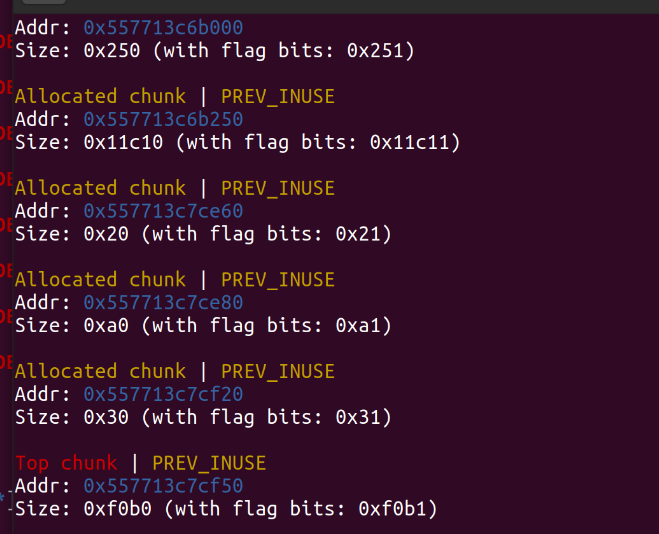 Addr: 0x557713c6b000
Size: 0x250 (with flag bits: 0x251)
Allocated chunk | PREV_INUSE
Addr: 0x557713c6b250
Size: 0x11c10 (with flag bits: 0x11c11)
Allocated chunk | PREV_INUSE
Addr: 0x557713c7ce60
Size: 0x20 (with flag bits: 0x21)
Allocated chunk | PREV_INUSE
Addr: 0x557713c7ce80
Size: 0xa0 (with flag bits: 0xa1)
Allocated chunk | PREV_INUSE
Addr: 0x557713c7cf20
Size: 0x30 (with flag bits: 0x31)
Top chunk | PREV_INUSE
Addr: 0x557713c7cf50
Size: 0xf0b0 (with flag bits: 0xf0b1)